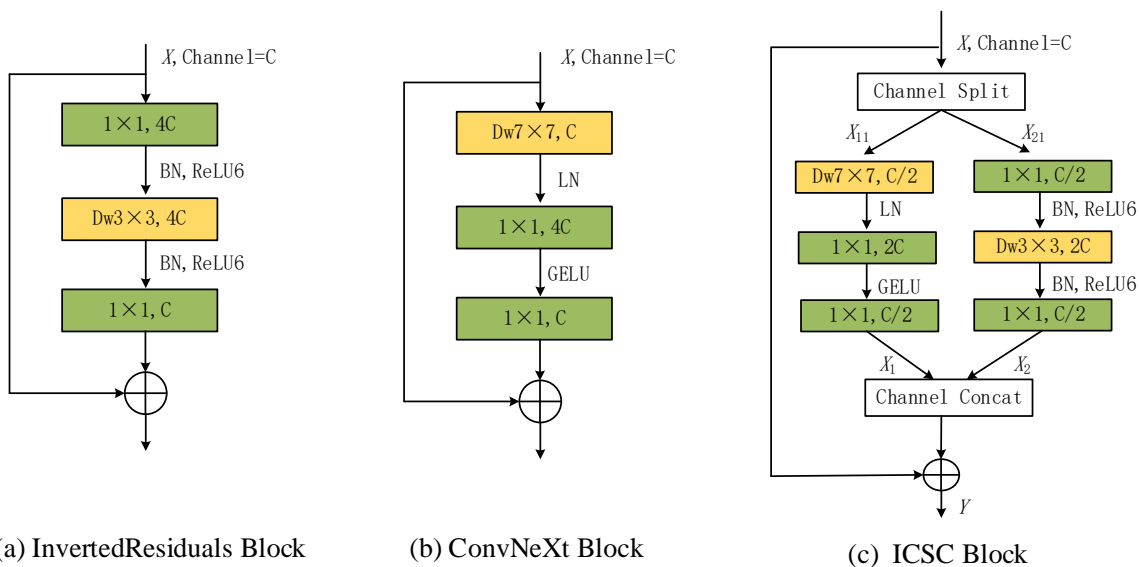 X, Channel=C
1×1, 4C
BN, ReLU6
Dw3×3, 4C
BN, ReLU6
1×1, C
(a) InvertedResiduals Block
X, Channel=C
Dw7×7, C
LN
1×1, 4C
GELU
1×1, C
(b) ConvNeXt Block
X, Channel=C
Channel Split
X11 X21
Dw7×7, C/2 1×1, C/2
LN BN, ReLU6
1×1, 2C Dw3×3, 2C
GELU BN, ReLU6
1×1, C/2 1×1, C/2
X1 X2
Channel Concat
Y
(c) ICSC Block